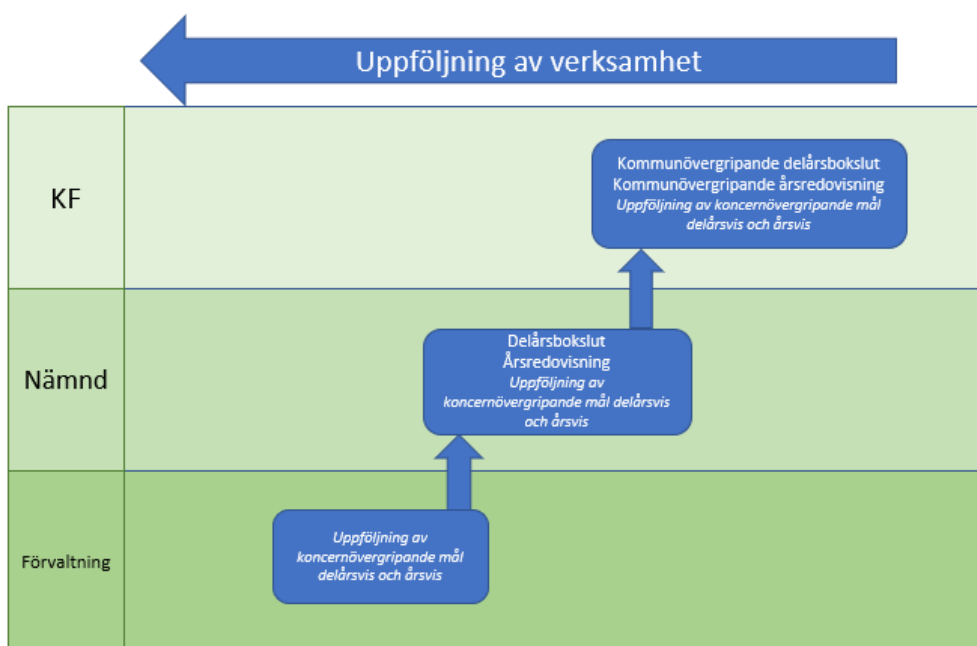 Uppföljning av verksamhet
KF
Kommunövergripande delårsbokslut
Kommunövergripande årsredovisning
Uppföljning av koncernövergripande mål
delårsvis och årsvis
Nämnd
Delårsbokslut
Årsredovisning
Uppföljning av
koncernövergripande mål delårsvis
och årsvis
Förvaltning
Uppföljning av
koncernövergripande mål
delårsvis och årsvis